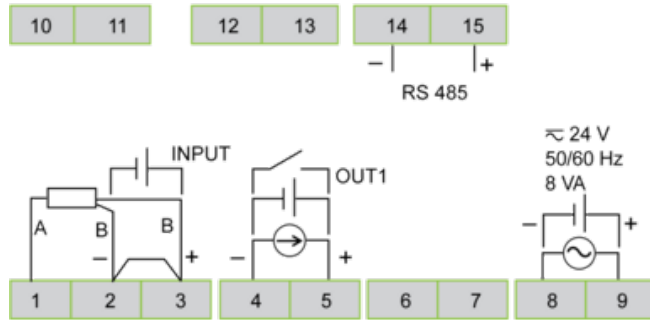 10 11 12 13 14 15
− +
RS 485
⎓ 24 V
50/60 Hz
8 VA
INPUT
OUT1
A B B
− +
− +
− +
1 2 3 4 5 6 7 8 9